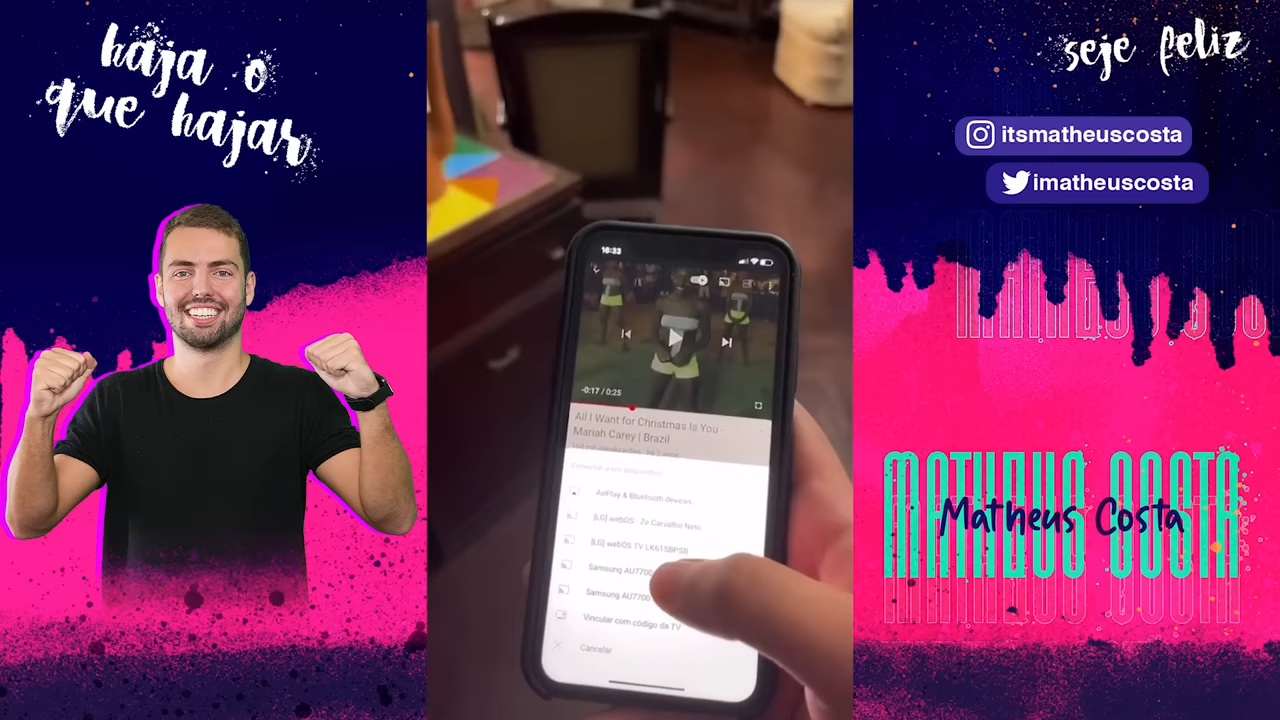 haja o
que hajar
seje feliz
itsmatheuscosta
imatheuscosta
MATHEUS COSTA
Matheus Costa
16:33
-0:17 / 0:25
All I Want for Christmas Is You -
Mariah Carey | Brazil
AirPlay & Bluetooth devices
[LG] webOS - Ze Carvalho Neto
[LG] webOS TV LK615BPSB
Samsung AU7700
Samsung AU7700
Vincular com código da TV
Cancelar